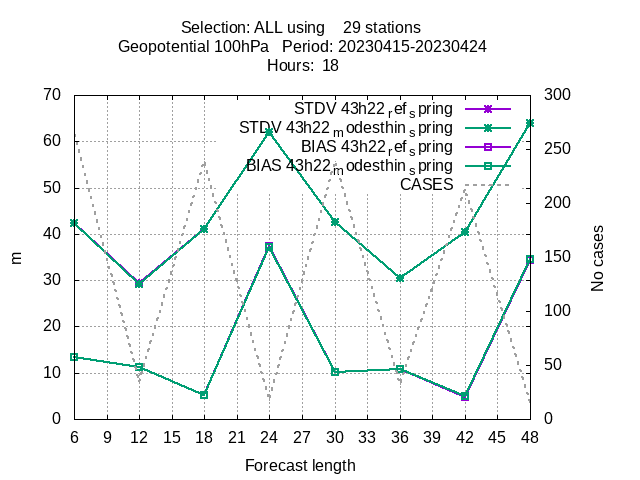 Selection: ALL using 29 stations
Geopotential 100hPa Period: 20230415-20230424
Hours: 18
STDV 43h22_ref_spring
STDV 43h22_modesthin_spring
BIAS 43h22_ref_spring
BIAS 43h22_modesthin_spring
CASES
70
60
50
40
30
20
10
0
m
300
250
200
150
100
50
0
No cases
6 9 12 15 18 21 24 27 30 33 36 39 42 45 48
Forecast length